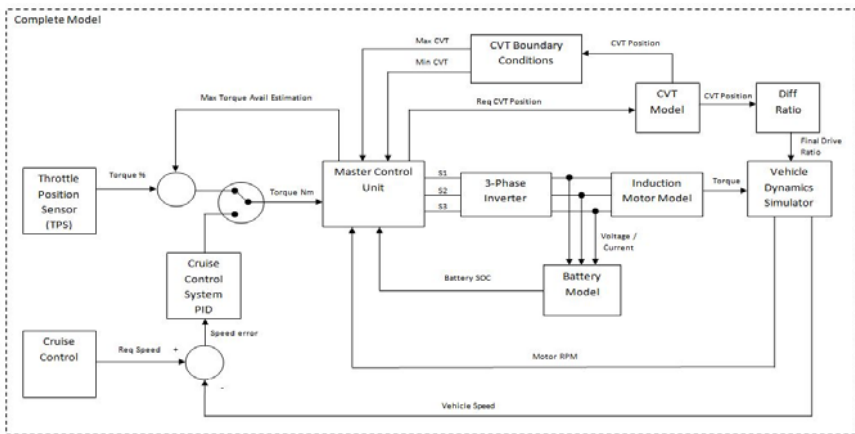 Complete Model
Max CVT
CVT Boundary
Conditions
CVT Position
Min CVT
Max Torque Avail Estimation
Req CVT Position
CVT
Model
CVT Position
Diff
Ratio
Final Drive
Ratio
Throttle
Position
Sensor
(TPS)
Torque %
Torque Nm
Master Control
Unit
S1
S2
S3
3-Phase
Inverter
Induction
Motor Model
Torque
Vehicle
Dynamics
Simulator
Voltage /
Current
Cruise
Control
System
PID
Battery SOC
Battery
Model
Speed error
Cruise
Control
Req Speed
+
-
Motor RPM
Vehicle Speed